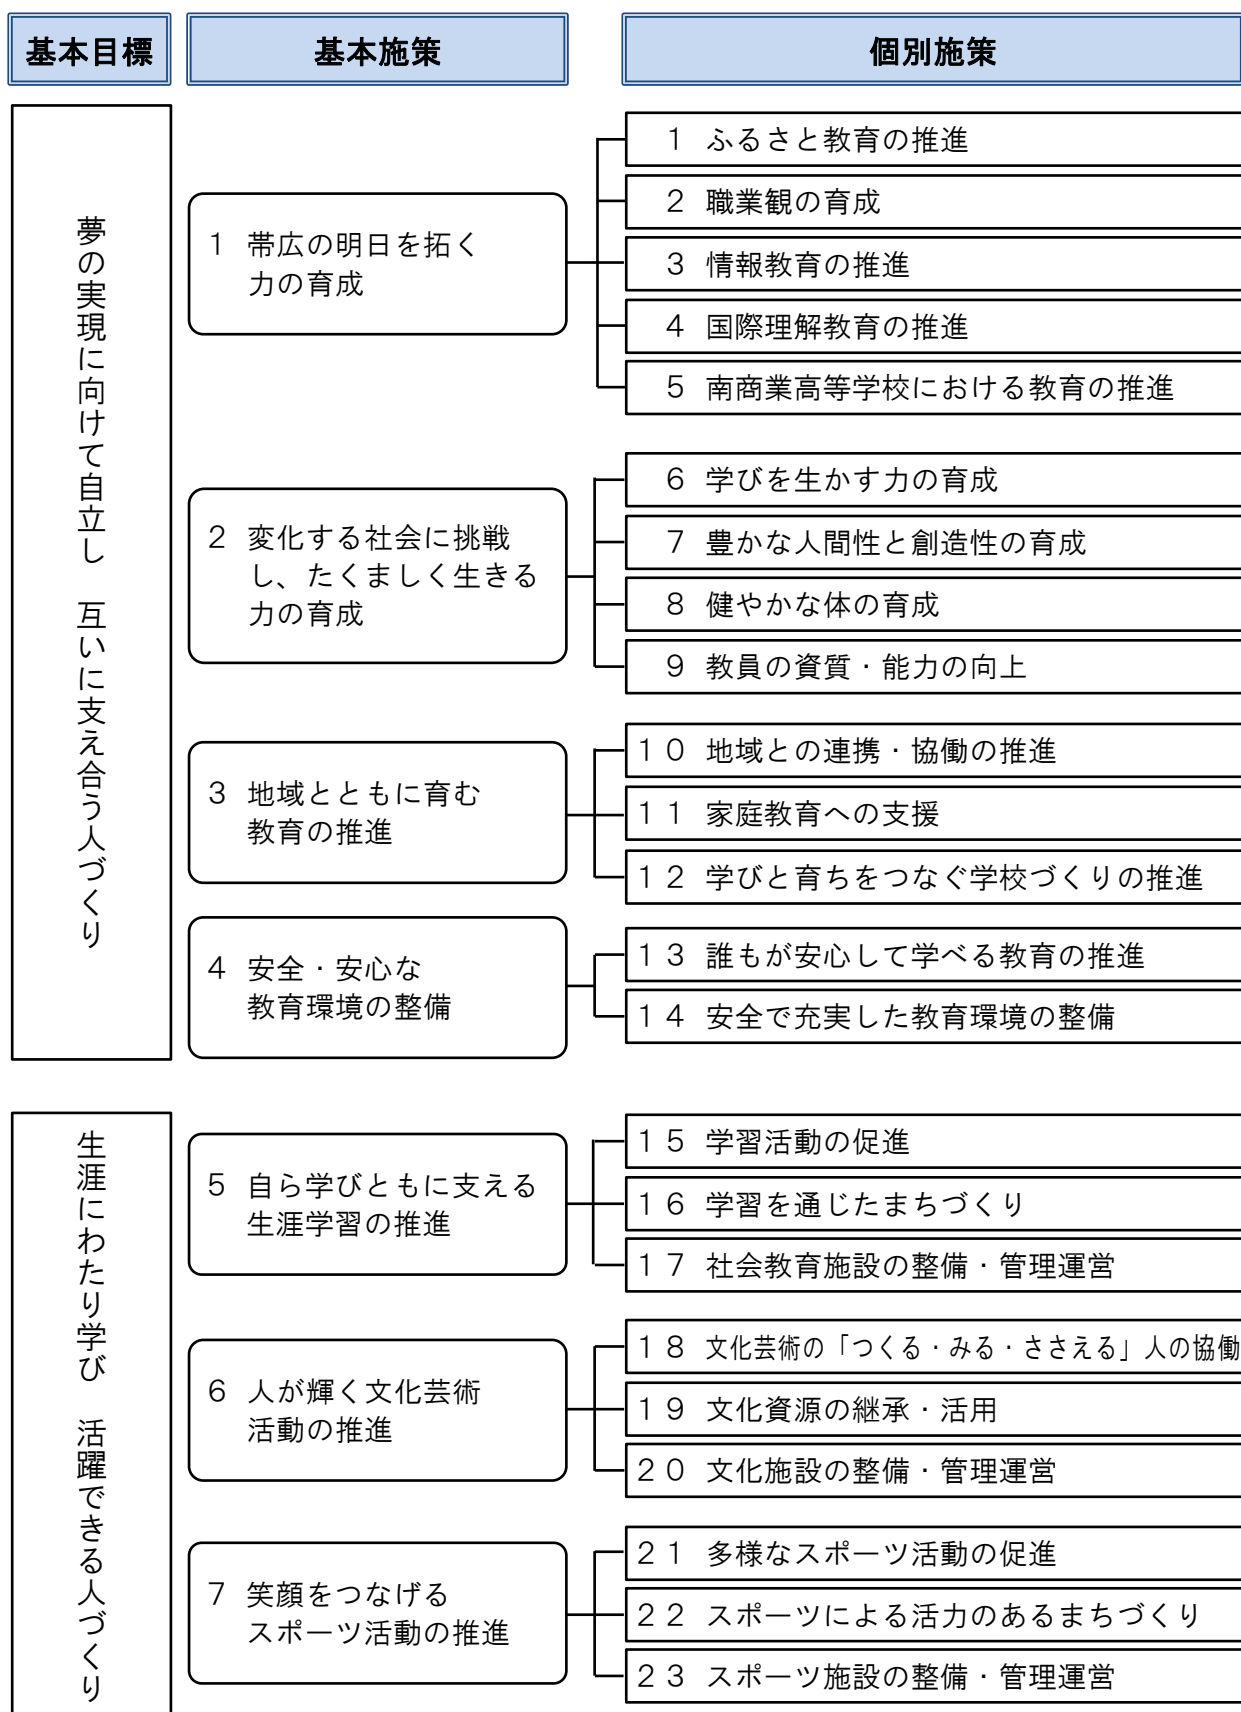 基本目標
基本施策
個別施策
夢の実現に向けて自立し　互いに支え合う人づくり
1 帯広の明日を拓く
力の育成
1 ふるさと教育の推進
2 職業観の育成
3 情報教育の推進
4 国際理解教育の推進
5 南商業高等学校における教育の推進
2 変化する社会に挑戦
し、たくましく生きる
力の育成
6 学びを生かす力の育成
7 豊かな人間性と創造性の育成
8 健やかな体の育成
9 教員の資質・能力の向上
3 地域とともに育む
教育の推進
10 地域との連携・協働の推進
11 家庭教育への支援
12 学びと育ちをつなぐ学校づくりの推進
4 安全・安心な
教育環境の整備
13 誰もが安心して学べる教育の推進
14 安全で充実した教育環境の整備
生涯にわたり学び　活躍できる人づくり
5 自ら学びともに支える
生涯学習の推進
15 学習活動の促進
16 学習を通じたまちづくり
17 社会教育施設の整備・管理運営
6 人が輝く文化芸術
活動の推進
18 文化芸術の「つくる・みる・ささえる」人の協働
19 文化資源の継承・活用
20 文化施設の整備・管理運営
7 笑顔をつなげる
スポーツ活動の推進
21 多様なスポーツ活動の促進
22 スポーツによる活力のあるまちづくり
23 スポーツ施設の整備・管理運営